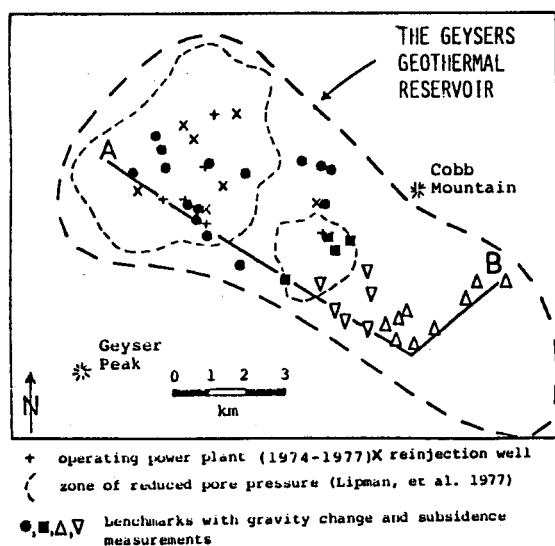 THE GEYSERS
GEOTHERMAL
RESERVOIR
A
Cobb
Mountain
B
Geyser
Peak
0 1 2 3
km
N
+ operating power plant (1974-1977) X reinjection well
zone of reduced pore pressure (Lipman, et al. 1977)
●,■,△,▽ benchmarks with gravity change and subsidence
measurements